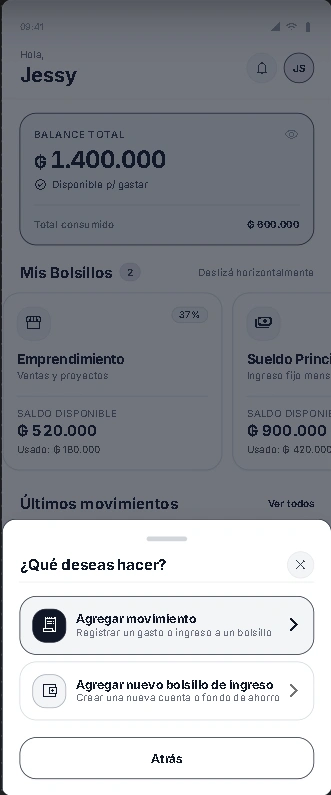 09:41
Hola,
Jessy
JS
BALANCE TOTAL
₲ 1.400.000
Disponible p/ gastar
Total consumido
₲ 600.000
Mis Bolsillos
2
Deslizá horizontalmente
37%
Emprendimiento
Ventas y proyectos
SALDO DISPONIBLE
₲ 520.000
Usado: ₲ 180.000
Sueldo Princi
Ingreso fijo mens
SALDO DISPONIBL
₲ 900.000
Usado: ₲ 420.000
Últimos movimientos
Ver todos
¿Qué deseas hacer?
Agregar movimiento
Registrar un gasto o ingreso a un bolsillo
Agregar nuevo bolsillo de ingreso
Crear una nueva cuenta o fondo de ahorro
Atrás